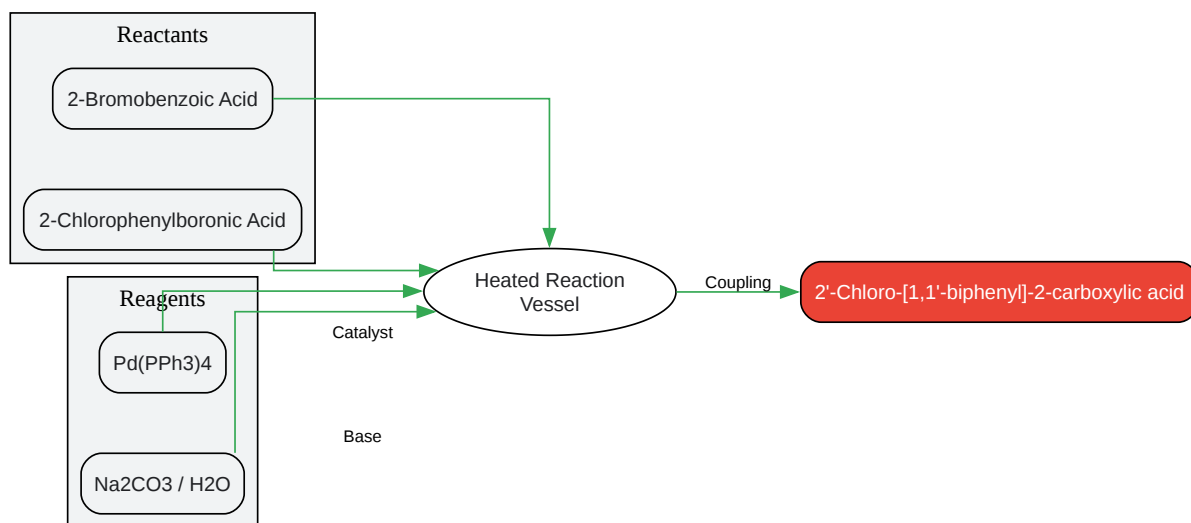 Reactants
2-Bromobenzoic Acid
2-Chlorophenylboronic Acid
Reagents
Pd(PPh3)4
Na2CO3 / H2O
Catalyst
Base
Heated Reaction
Vessel
Coupling
2'-Chloro-[1,1'-biphenyl]-2-carboxylic acid